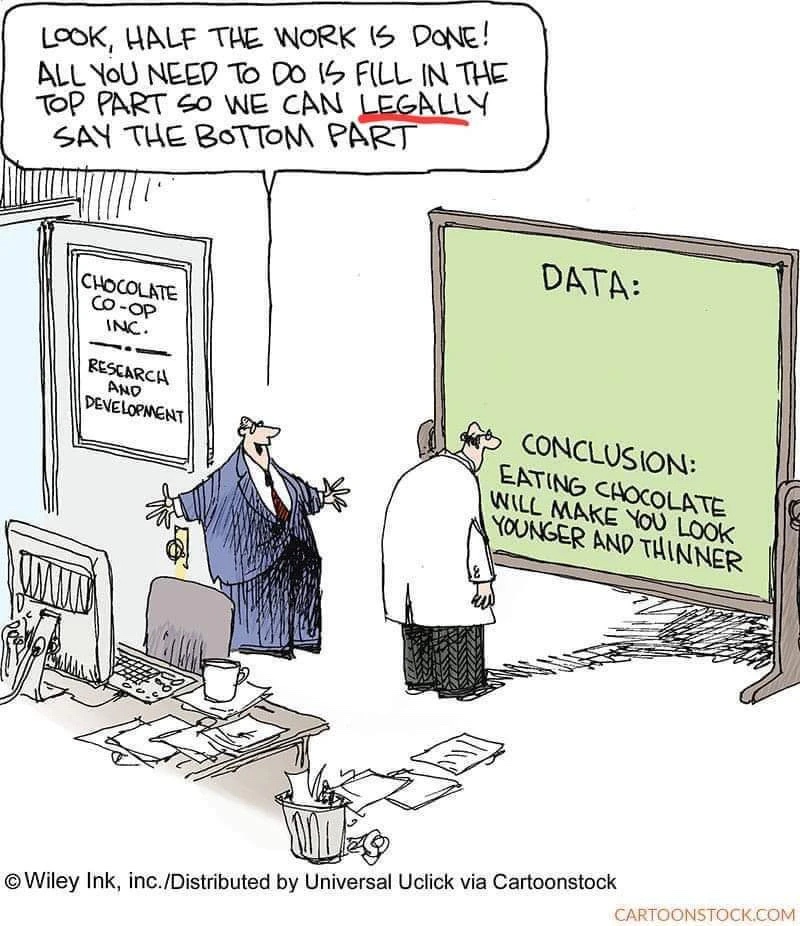 LOOK, HALF THE WORK IS DONE!
ALL YOU NEED TO DO IS FILL IN THE
TOP PART SO WE CAN LEGALLY
SAY THE BOTTOM PART
CHOCOLATE
CO-OP
INC.
RESEARCH
AND
DEVELOPMENT
DATA:
CONCLUSION:
EATING CHOCOLATE
WILL MAKE YOU LOOK
YOUNGER AND THINNER
© Wiley Ink, inc./Distributed by Universal Uclick via Cartoonstock
CARTOONSTOCK.COM